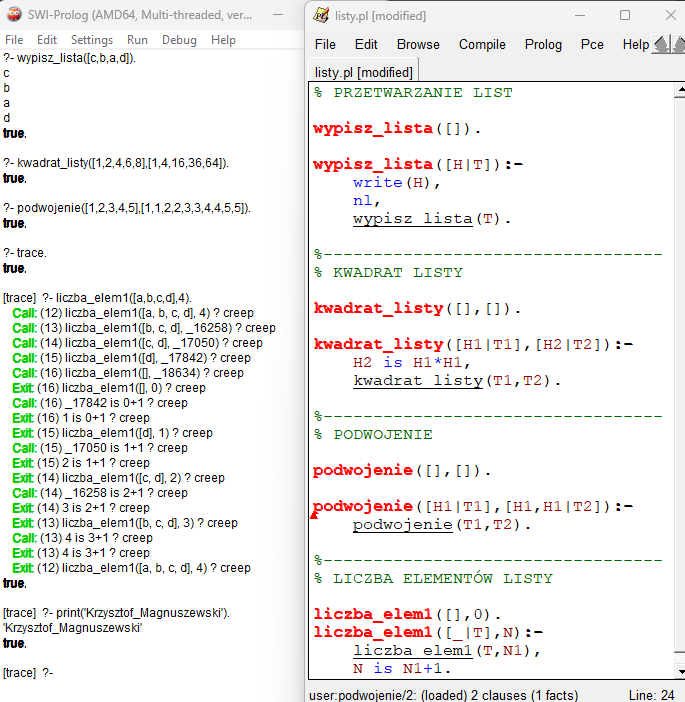 SWI-Prolog (AMD64, Multi-threaded, ver...
File Edit Settings Run Debug Help
?- wypisz_lista([c,b,a,d]).
c
b
a
d
true.
?- kwadrat_listy([1,2,4,6,8],[1,4,16,36,64]).
true.
?- podwojenie([1,2,3,4,5],[1,1,2,2,3,3,4,4,5,5]).
true.
?- trace.
true.
[trace]  ?- liczba_elem1([a,b,c,d],4).
Call: (12) liczba_elem1([a, b, c, d], 4) ? creep
Call: (13) liczba_elem1([b, c, d], _16258) ? creep
Call: (14) liczba_elem1([c, d], _17050) ? creep
Call: (15) liczba_elem1([d], _17842) ? creep
Call: (16) liczba_elem1([], _18634) ? creep
Exit: (16) liczba_elem1([], 0) ? creep
Call: (16) _17842 is 0+1 ? creep
Exit: (16) 1 is 0+1 ? creep
Exit: (15) liczba_elem1([d], 1) ? creep
Call: (15) _17050 is 1+1 ? creep
Exit: (15) 2 is 1+1 ? creep
Exit: (14) liczba_elem1([c, d], 2) ? creep
Call: (14) _16258 is 2+1 ? creep
Exit: (14) 3 is 2+1 ? creep
Exit: (13) liczba_elem1([b, c, d], 3) ? creep
Call: (13) 4 is 3+1 ? creep
Exit: (13) 4 is 3+1 ? creep
Exit: (12) liczba_elem1([a, b, c, d], 4) ? creep
true.
[trace]  ?- print('Krzysztof_Magnuszewski').
'Krzysztof_Magnuszewski'
true.
[trace]  ?-
listy.pl [modified]
File Edit Browse Compile Prolog Pce Help
listy.pl [modified]
% PRZETWARZANIE LIST
wypisz_lista([]).
wypisz_lista([H|T]):-
write(H),
nl,
wypisz_lista(T).
%----------------------------------
% KWADRAT LISTY
kwadrat_listy([],[]).
kwadrat_listy([H1|T1],[H2|T2]):-
H2 is H1*H1,
kwadrat_listy(T1,T2).
%----------------------------------
% PODWOJENIE
podwojenie([],[]).
podwojenie([H1|T1],[H1,H1|T2]):-
podwojenie(T1,T2).
%----------------------------------
% LICZBA ELEMENTÓW LISTY
liczba_elem1([],0).
liczba_elem1([_|T],N):-
liczba_elem1(T,N1),
N is N1+1.
user:podwojenie/2: (loaded) 2 clauses (1 facts) Line: 24